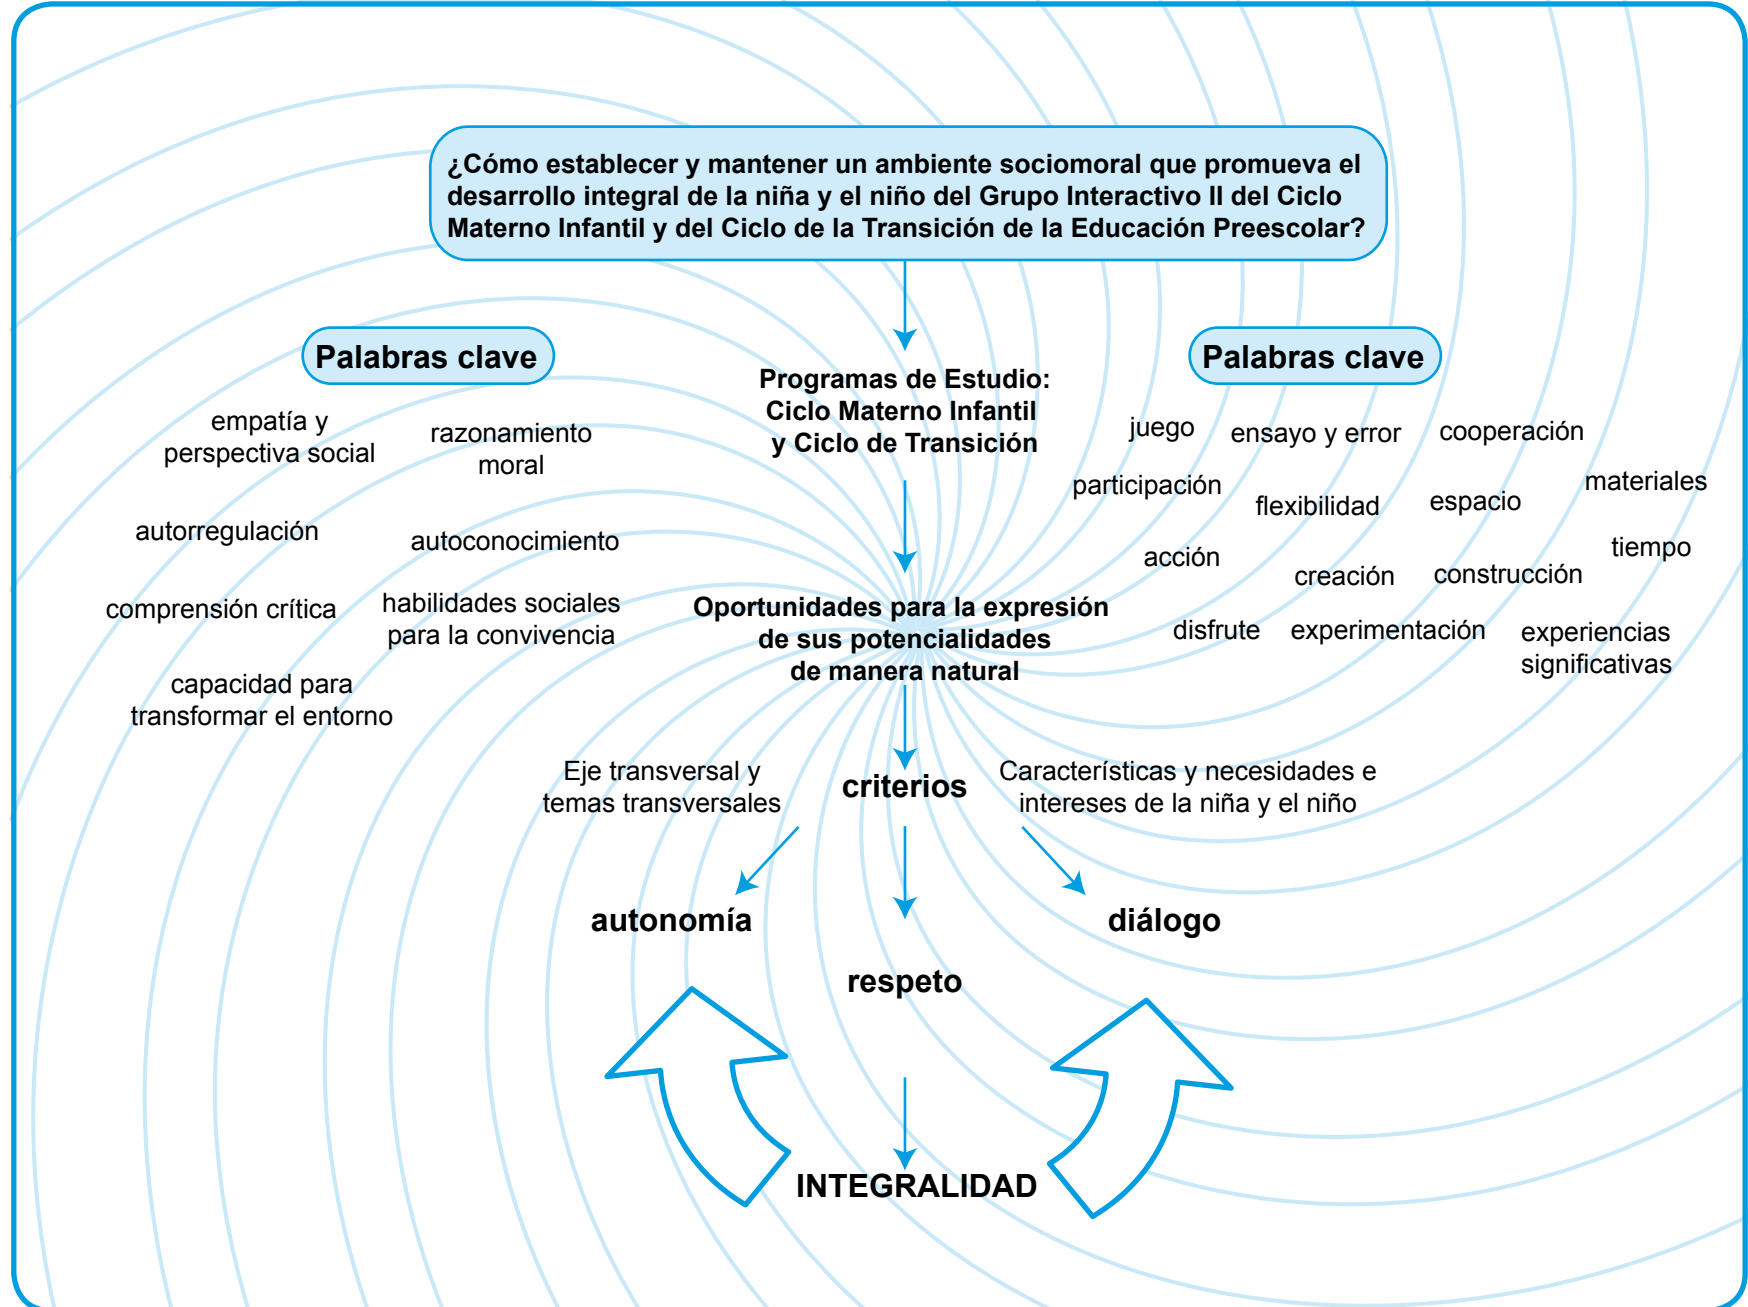 ¿Cómo establecer y mantener un ambiente sociomoral que promueva el
desarrollo integral de la niña y el niño del Grupo Interactivo II del Ciclo
Materno Infantil y del Ciclo de la Transición de la Educación Preescolar?
Palabras clave
empatía y
perspectiva social
razonamiento
moral
autorregulación
autoconocimiento
comprensión crítica
habilidades sociales
para la convivencia
capacidad para
transformar el entorno
Programas de Estudio:
Ciclo Materno Infantil
y Ciclo de Transición
Oportunidades para la expresión
de sus potencialidades
de manera natural
Palabras clave
juego
ensayo y error
cooperación
participación
flexibilidad
espacio
materiales
acción
creación
construcción
tiempo
disfrute
experimentación
experiencias
significativas
Eje transversal y
temas transversales
criterios
Características y necesidades e
intereses de la niña y el niño
autonomía
respeto
diálogo
INTEGRALIDAD